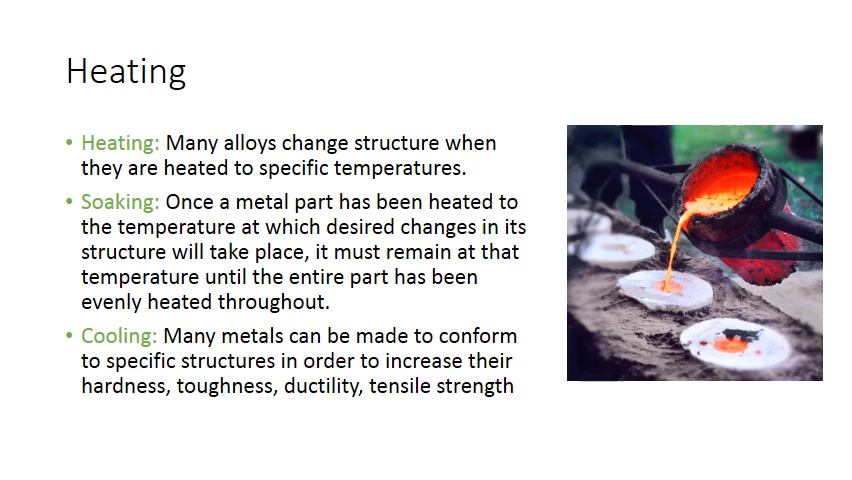 Heating
• Heating: Many alloys change structure when
they are heated to specific temperatures.
• Soaking: Once a metal part has been heated to
the temperature at which desired changes in its
structure will take place, it must remain at that
temperature until the entire part has been
evenly heated throughout.
• Cooling: Many metals can be made to conform
to specific structures in order to increase their
hardness, toughness, ductility, tensile strength